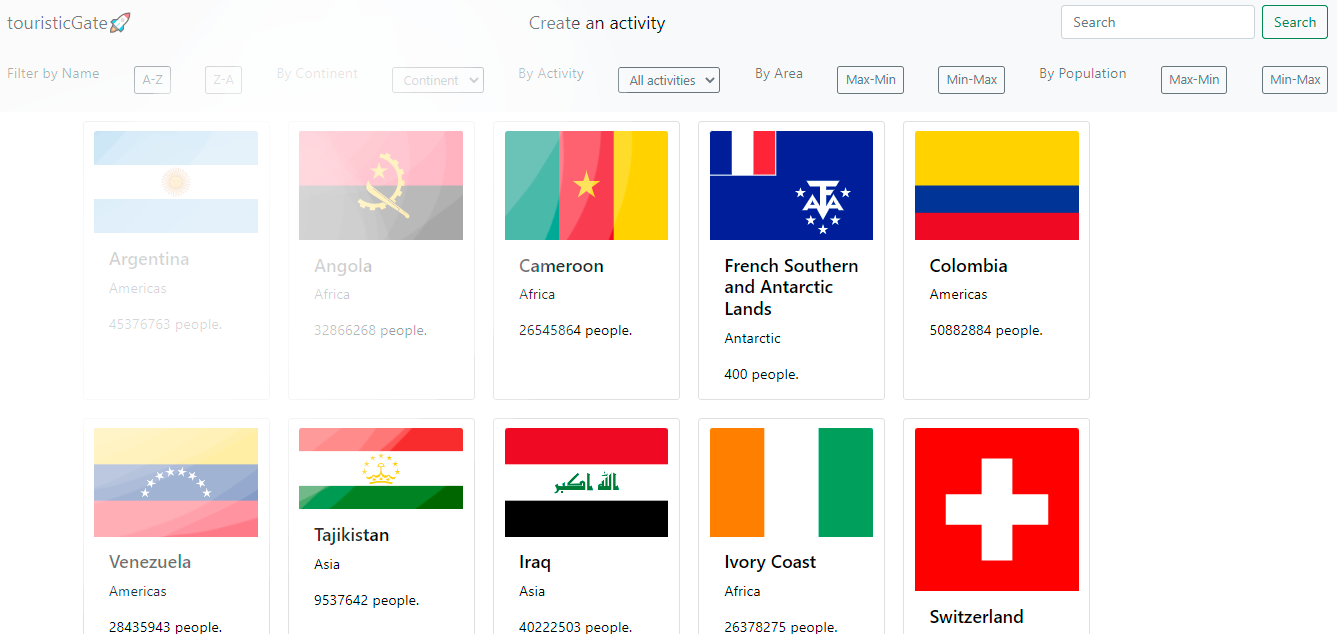 touristicGate🚀 Create an activity Search Search
Filter by Name A-Z Z-A By Continent Continent By Activity All activities By Area Max-Min Min-Max By Population Max-Min Min-Max
Argentina
Americas
45376763 people.
Angola
Africa
32866268 people.
Cameroon
Africa
26545864 people.
French Southern
and Antarctic
Lands
Antarctic
400 people.
Colombia
Americas
50882884 people.
Venezuela
Americas
28435943 people.
Tajikistan
Asia
9537642 people.
الله اكبر
Iraq
Asia
40222503 people.
Ivory Coast
Africa
26378275 people.
Switzerland